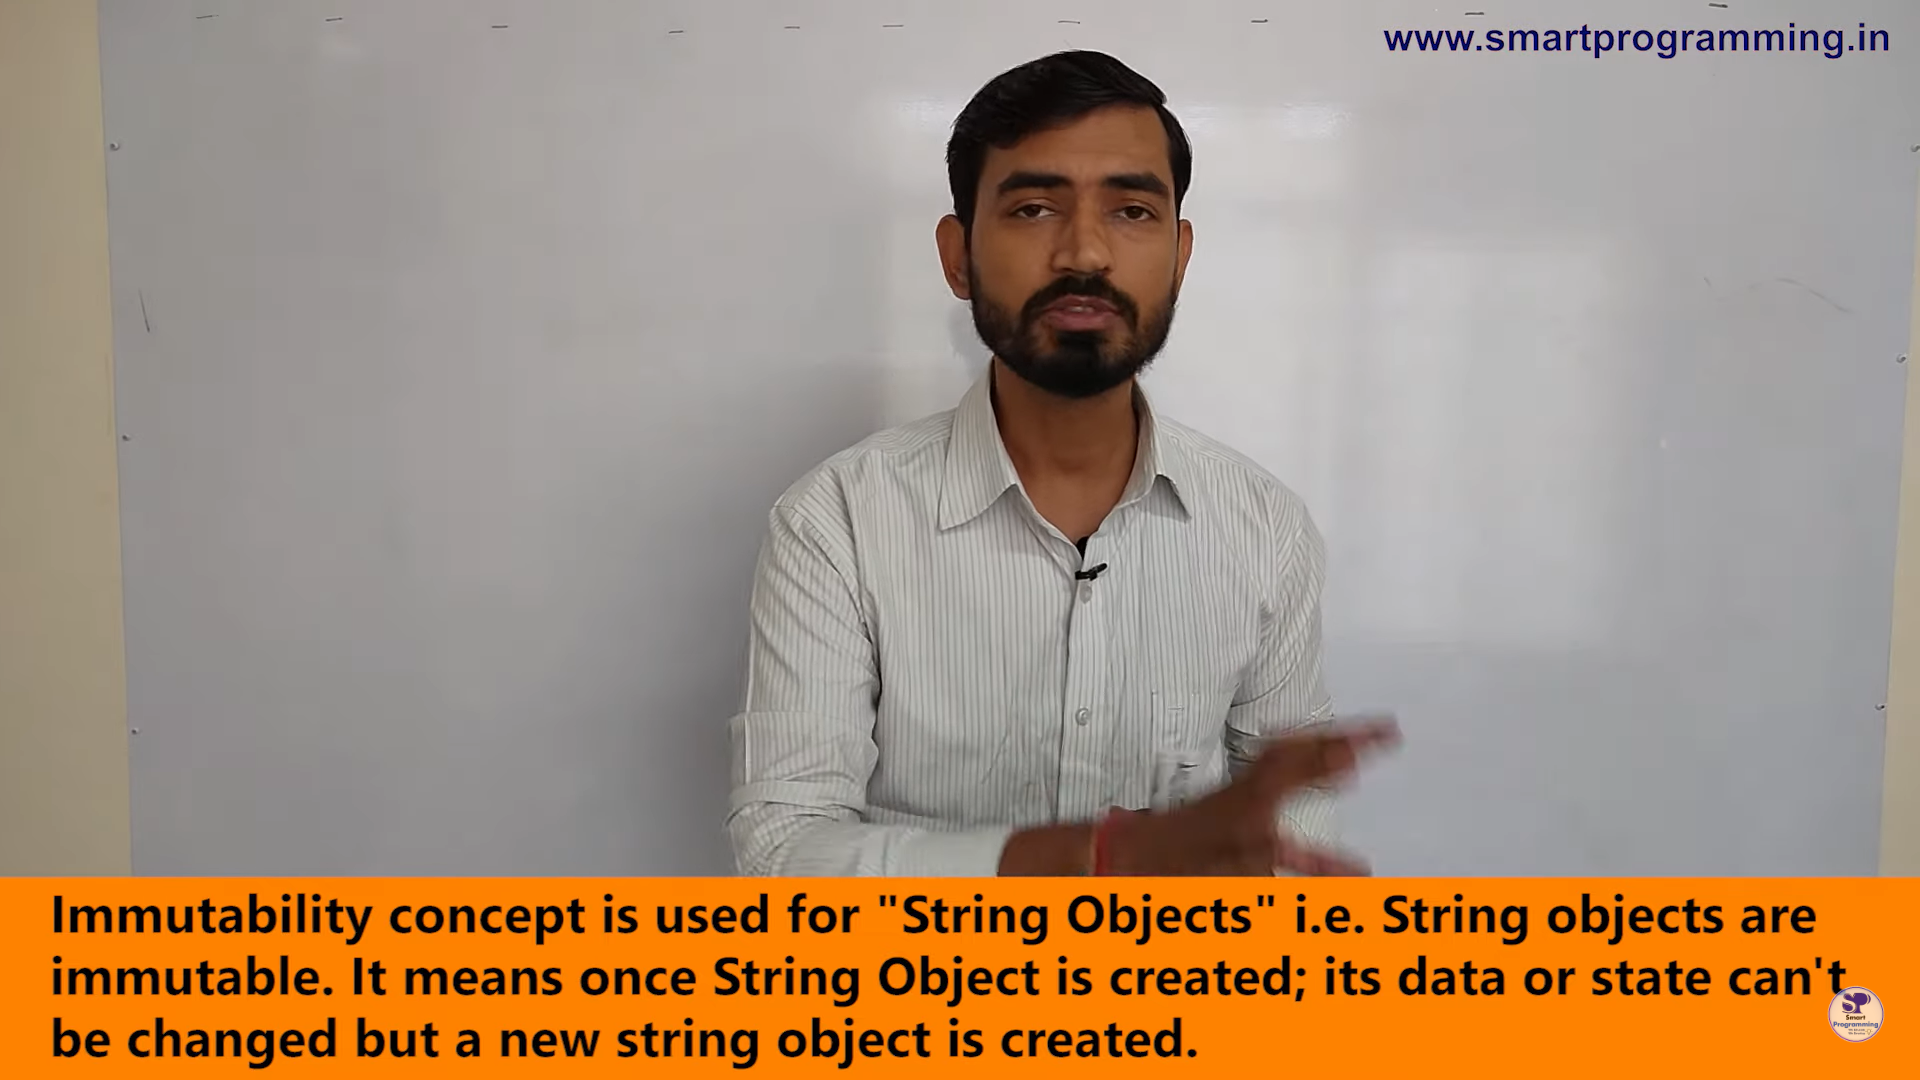 www.smartprogramming.in
Immutability concept is used for "String Objects" i.e. String objects are
immutable. It means once String Object is created; its data or state can't
be changed but a new string object is created.
Smart
Programming